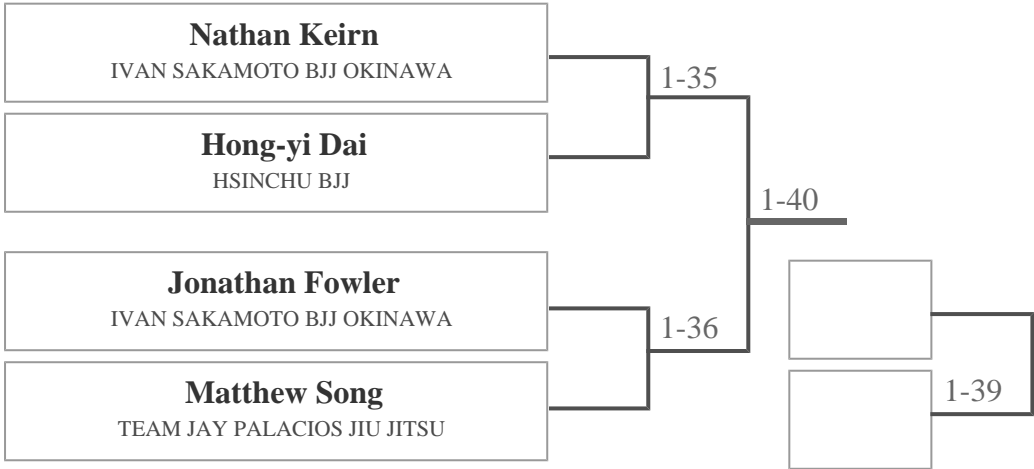 Nathan Keirn
IVAN SAKAMOTO BJJ OKINAWA
1-35
Hong-yi Dai
HSINCHU BJJ
1-40
Jonathan Fowler
IVAN SAKAMOTO BJJ OKINAWA
1-36
Matthew Song
TEAM JAY PALACIOS JIU JITSU
1-39